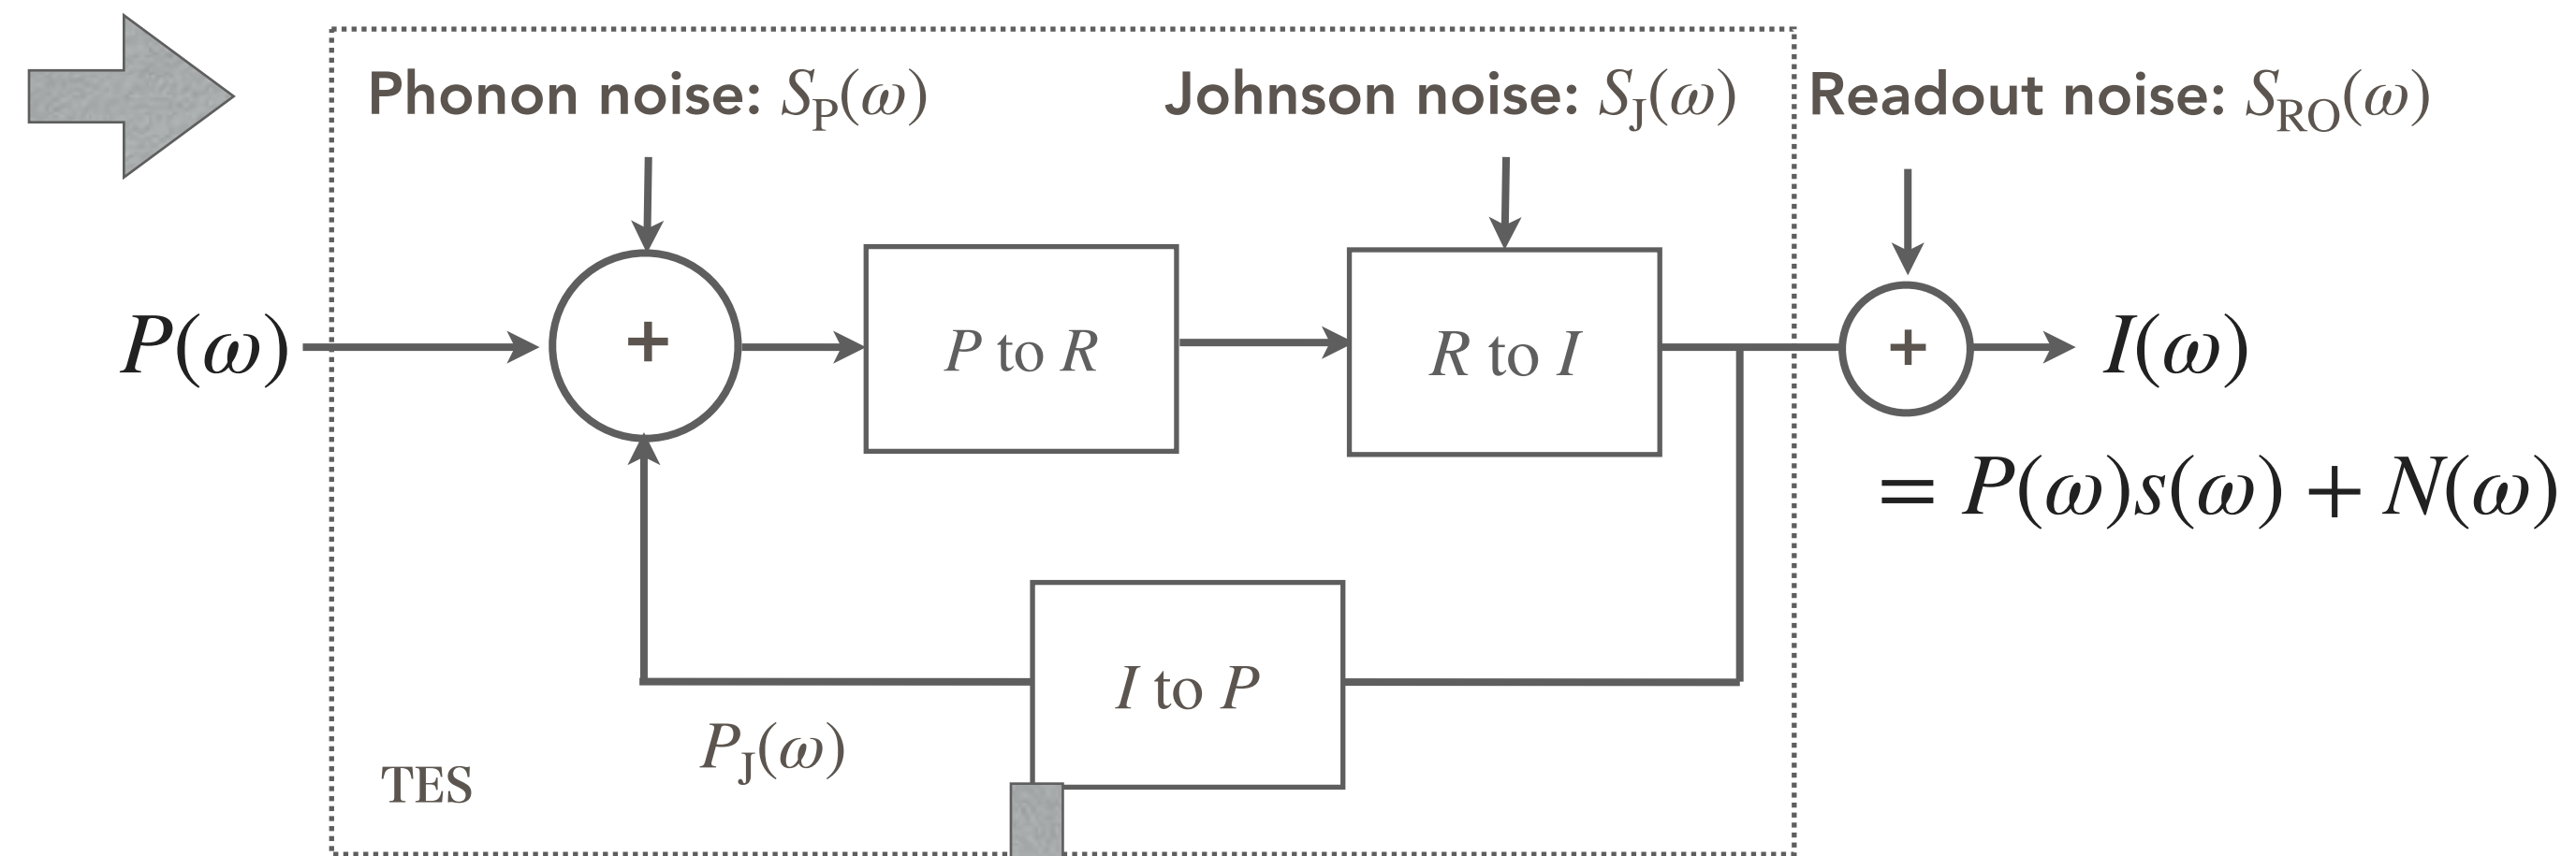 Phonon noise: S_P(ω)
Johnson noise: S_J(ω)
Readout noise: S_RO(ω)
P(ω)
+
P to R
R to I
+
I(ω)
= P(ω)s(ω) + N(ω)
I to P
P_J(ω)
TES